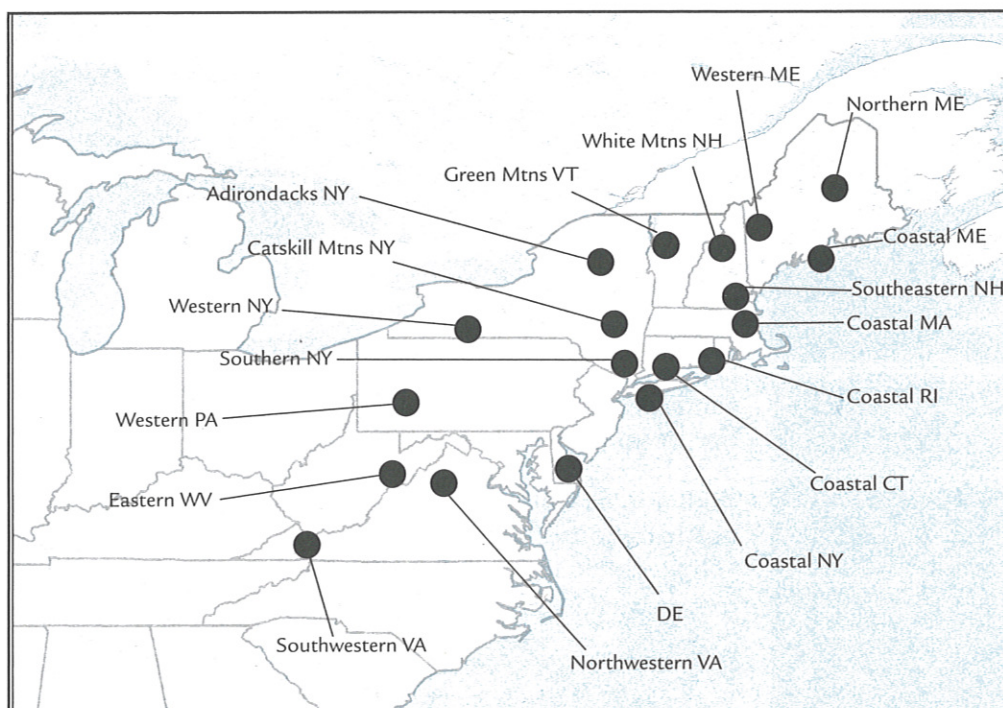 Western ME
Northern ME
White Mtns NH
Green Mtns VT
Adirondacks NY
Coastal ME
Catskill Mtns NY
Southeastern NH
Western NY
Coastal MA
Southern NY
Coastal RI
Western PA
Coastal CT
Eastern WV
Coastal NY
DE
Southwestern VA
Northwestern VA